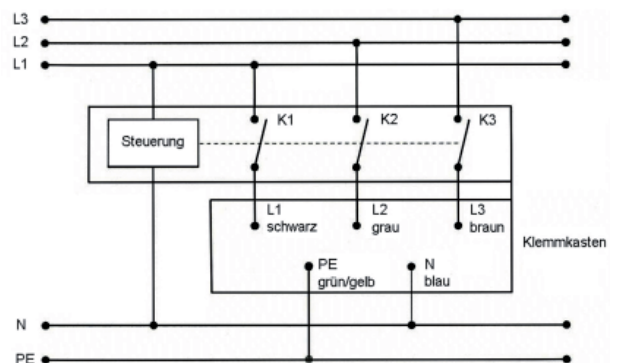 L3
L2
L1
K1
K2
K3
Steuerung
L1
schwarz
L2
grau
L3
braun
Klemmkasten
PE
grün/gelb
N
blau
N
PE